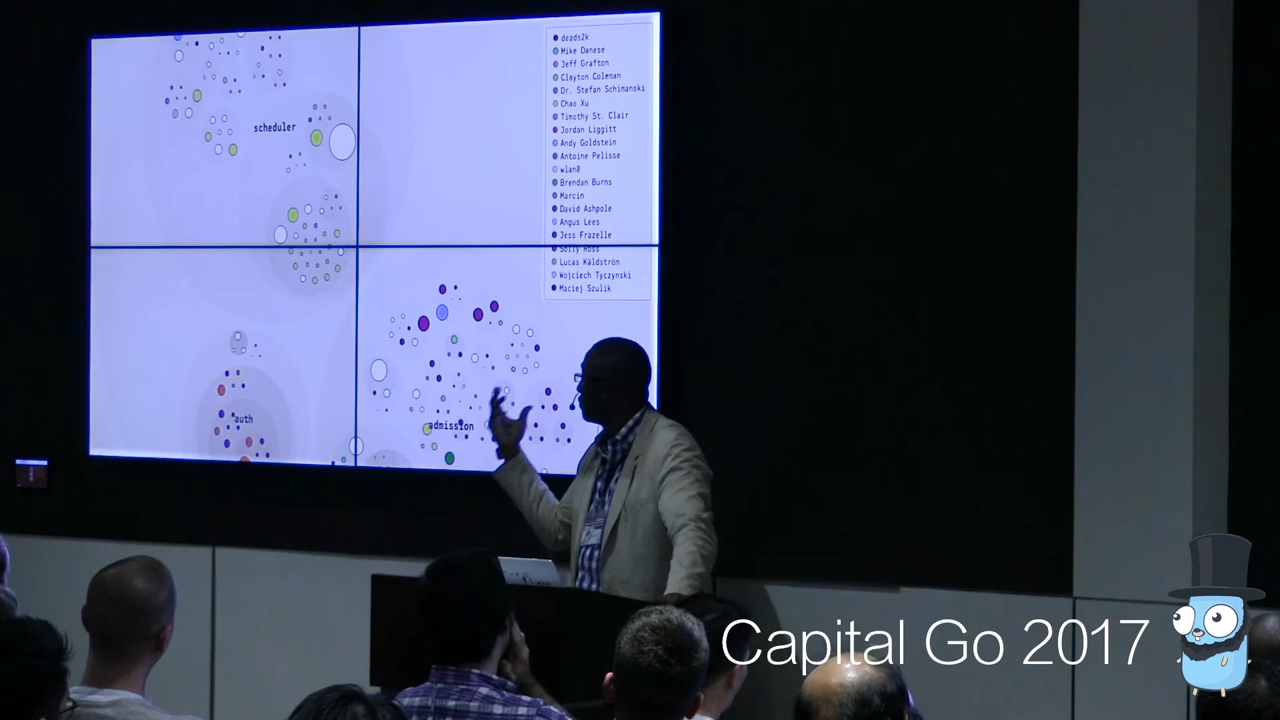 scheduler
auth
admission
deads2k
Mike Danese
Jeff Grafton
Clayton Coleman
Dr. Stefan Schimanski
Chao Xu
Timothy St. Clair
Jordan Liggitt
Andy Goldstein
Antoine Pelisse
wlan0
Brendan Burns
Marcin
David Ashpole
Angus Lees
Jess Frazelle
Solly Ross
Lucas Käldström
Wojciech Tyczynski
Maciej Szulik
Capital Go 2017